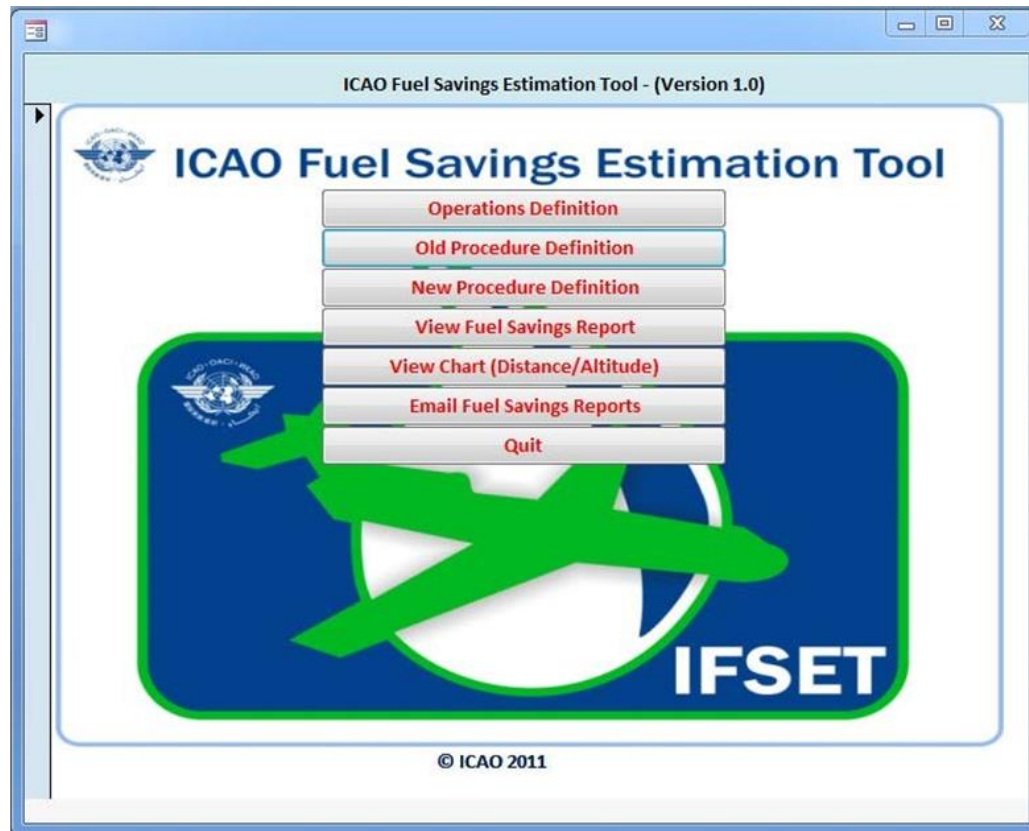 ICAO Fuel Savings Estimation Tool - (Version 1.0)
ICAO Fuel Savings Estimation Tool
Operations Definition
Old Procedure Definition
New Procedure Definition
View Fuel Savings Report
View Chart (Distance/Altitude)
Email Fuel Savings Reports
Quit
IFSET
© ICAO 2011